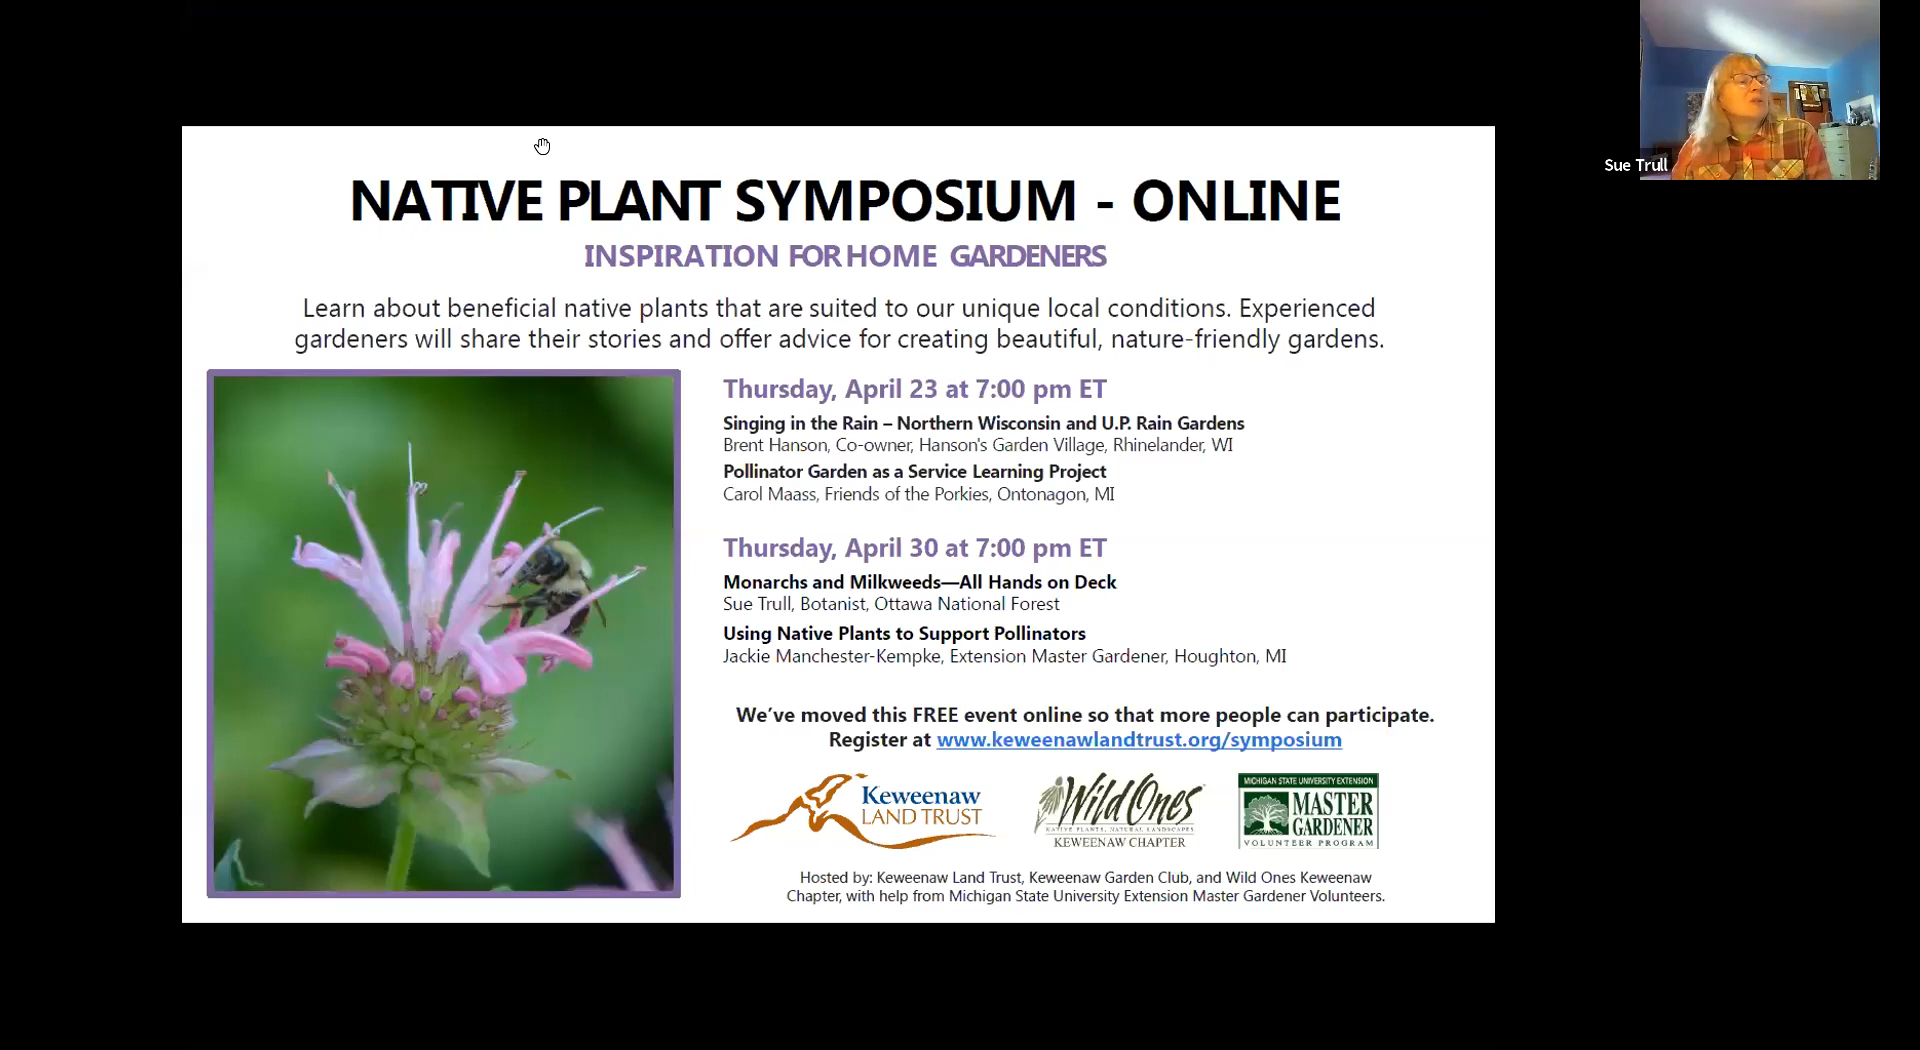 Sue Trull
NATIVE PLANT SYMPOSIUM - ONLINE
INSPIRATION FOR HOME GARDENERS
Learn about beneficial native plants that are suited to our unique local conditions. Experienced
gardeners will share their stories and offer advice for creating beautiful, nature-friendly gardens.
Thursday, April 23 at 7:00 pm ET
Singing in the Rain – Northern Wisconsin and U.P. Rain Gardens
Brent Hanson, Co-owner, Hanson's Garden Village, Rhinelander, WI
Pollinator Garden as a Service Learning Project
Carol Maass, Friends of the Porkies, Ontonagon, MI
Thursday, April 30 at 7:00 pm ET
Monarchs and Milkweeds—All Hands on Deck
Sue Trull, Botanist, Ottawa National Forest
Using Native Plants to Support Pollinators
Jackie Manchester-Kempke, Extension Master Gardener, Houghton, MI
We've moved this FREE event online so that more people can participate.
Register at www.keweenawlandtrust.org/symposium
Keweenaw
LAND TRUST
Wild Ones
NATIVE PLANTS, NATURAL LANDSCAPES
KEWEENAW CHAPTER
MICHIGAN STATE UNIVERSITY EXTENSION
MASTER
GARDENER
VOLUNTEER PROGRAM
Hosted by: Keweenaw Land Trust, Keweenaw Garden Club, and Wild Ones Keweenaw
Chapter, with help from Michigan State University Extension Master Gardener Volunteers.